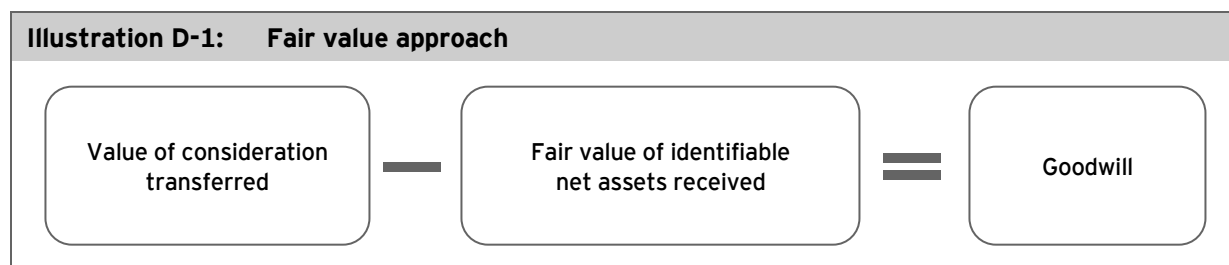 Illustration D-1: Fair value approach
Value of consideration
transferred
Fair value of identifiable
net assets received
Goodwill